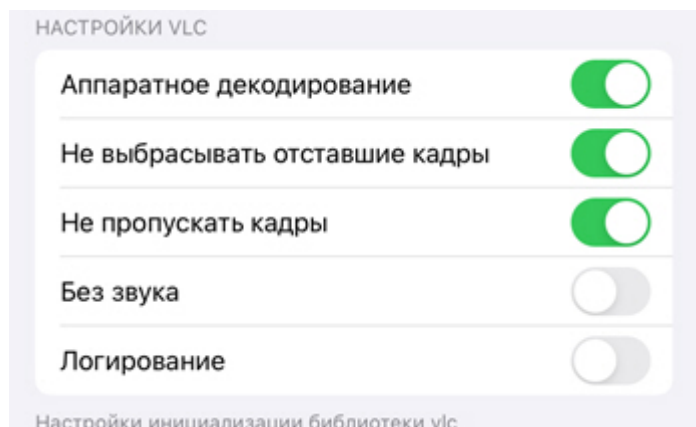 НАСТРОЙКИ VLC
Аппаратное декодирование
Не выбрасывать отставшие кадры
Не пропускать кадры
Без звука
Логирование
Настройки инициализации библиотеки vlc